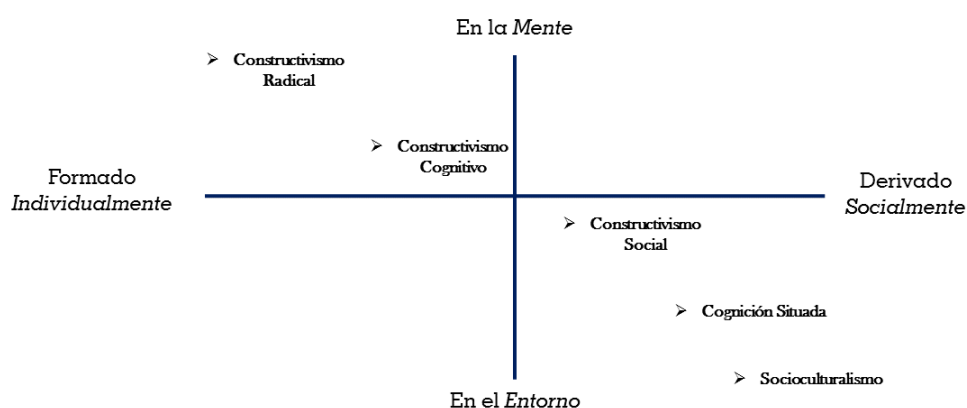 En la Mente
➢ Constructivismo
Radical
➢ Constructivismo
Cognitivo
Formado
Individualmente
Derivado
Socialmente
➢ Constructivismo
Social
➢ Cognición Situada
➢ Socioculturalismo
En el Entorno